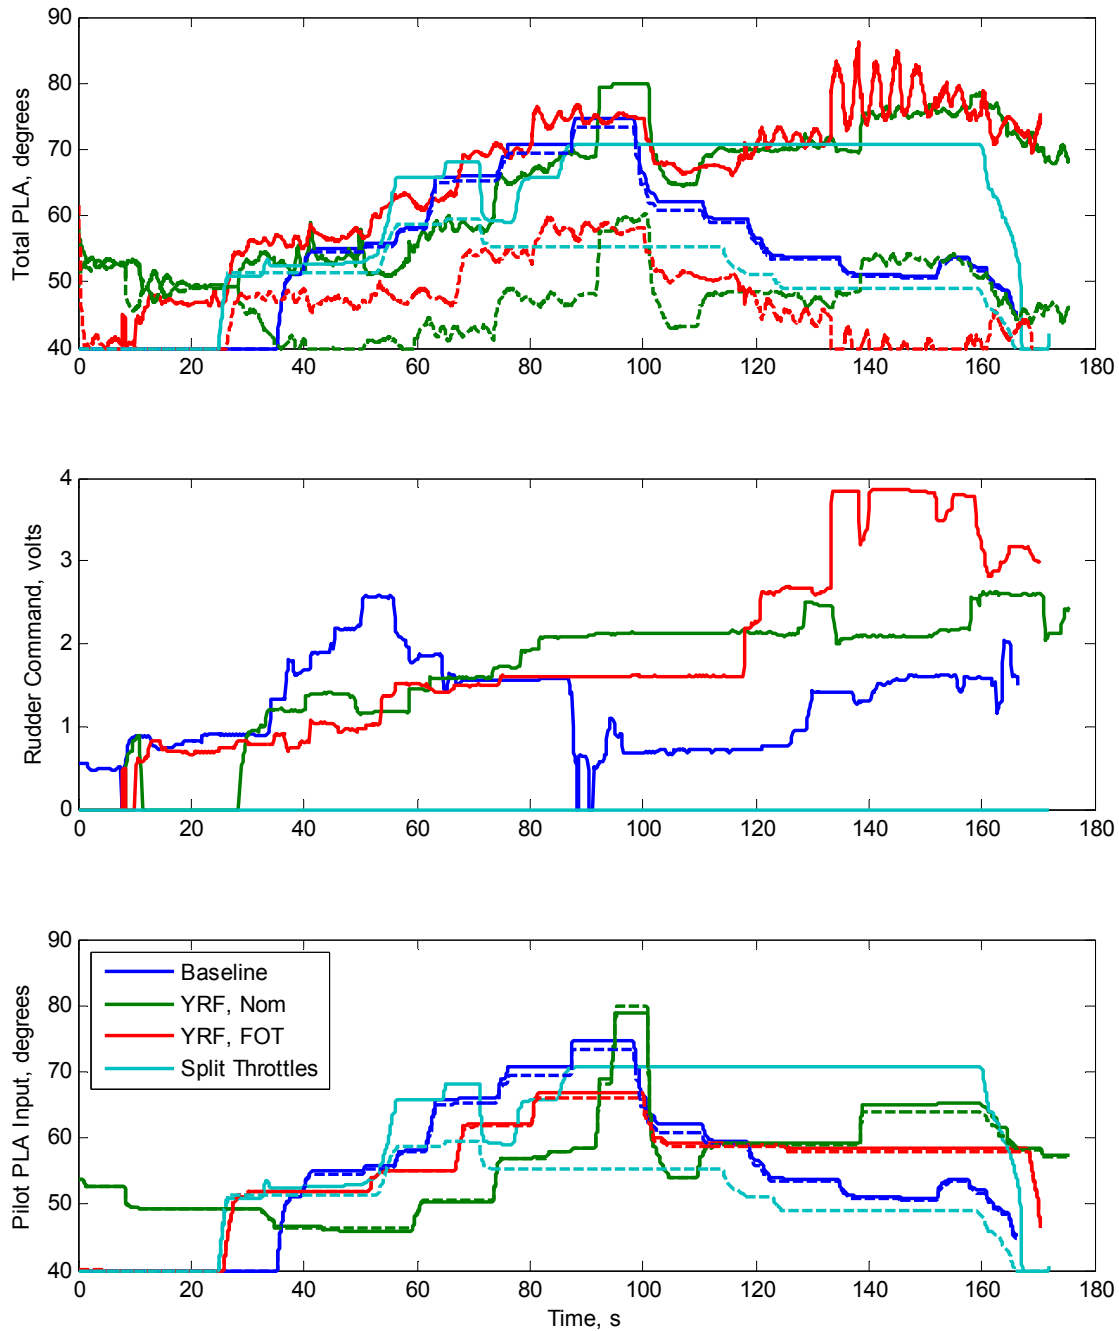 90
80
70
60
50
40
Total PLA, degrees
0 20 40 60 80 100 120 140 160 180
4
3
2
1
0
Rudder Command, volts
0 20 40 60 80 100 120 140 160 180
90
80
70
60
50
40
Pilot PLA Input, degrees
Baseline
YRF, Nom
YRF, FOT
Split Throttles
0 20 40 60 80 100 120 140 160 180
Time, s